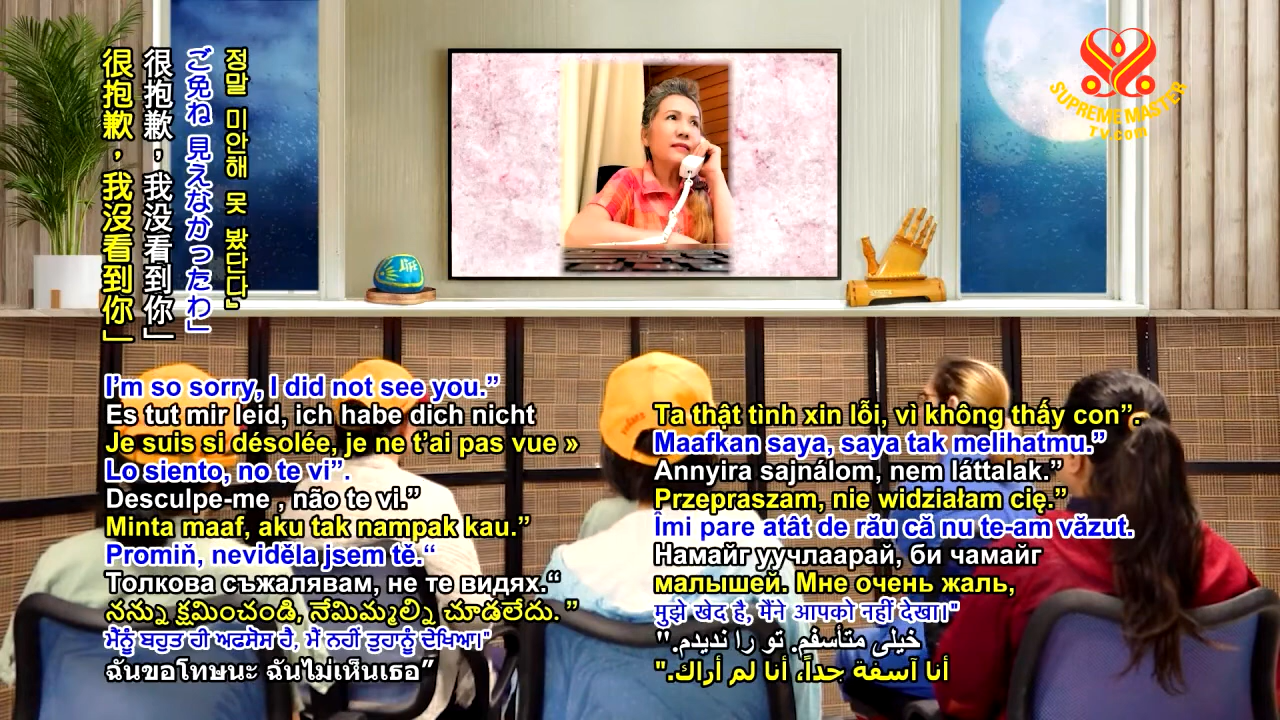 很抱歉，我沒看到你」
很抱歉，我没看到你」
ご免ね 見えなかったわ」
정말 미안해 못 봤단다』
SUPREME MASTER
TV.com
LIFE
I’m so sorry, I did not see you.”
Es tut mir leid, ich habe dich nicht
Je suis si désolée, je ne t’ai pas vue »
Lo siento, no te vi”.
Desculpe-me , não te vi.”
Minta maaf, aku tak nampak kau.”
Promiň, neviděla jsem tě.“
Толкова съжалявам, не те видях.“
నన్ను క్షమించండి, నేమిమ్మల్ని చూడలేదు. ”
ਮੈਨੂੰ ਬਹੁਤ ਹੀ ਅਫਸੋਸ ਹੈ, ਮੈਂ ਨਹੀਂ ਤੁਹਾਨੂੰ ਦੇਖਿਆ।"
ฉันขอโทษนะ ฉันไม่เห็นเธอ”
Ta thật tình xin lỗi, vì không thấy con”.
Maafkan saya, saya tak melihatmu.”
Annyira sajnálom, nem láttalak.”
Przepraszam, nie widziałam cię.”
Îmi pare atât de rău că nu te-am văzut.
Намайг уучлаарай, би чамайг
малышей. Мне очень жаль,
मुझे खेद है, मैंने आपको नहीं देखा।"
خیلی متأسفم. تو را ندیدم."
أنا آسفة جداً، أنا لم أراك."